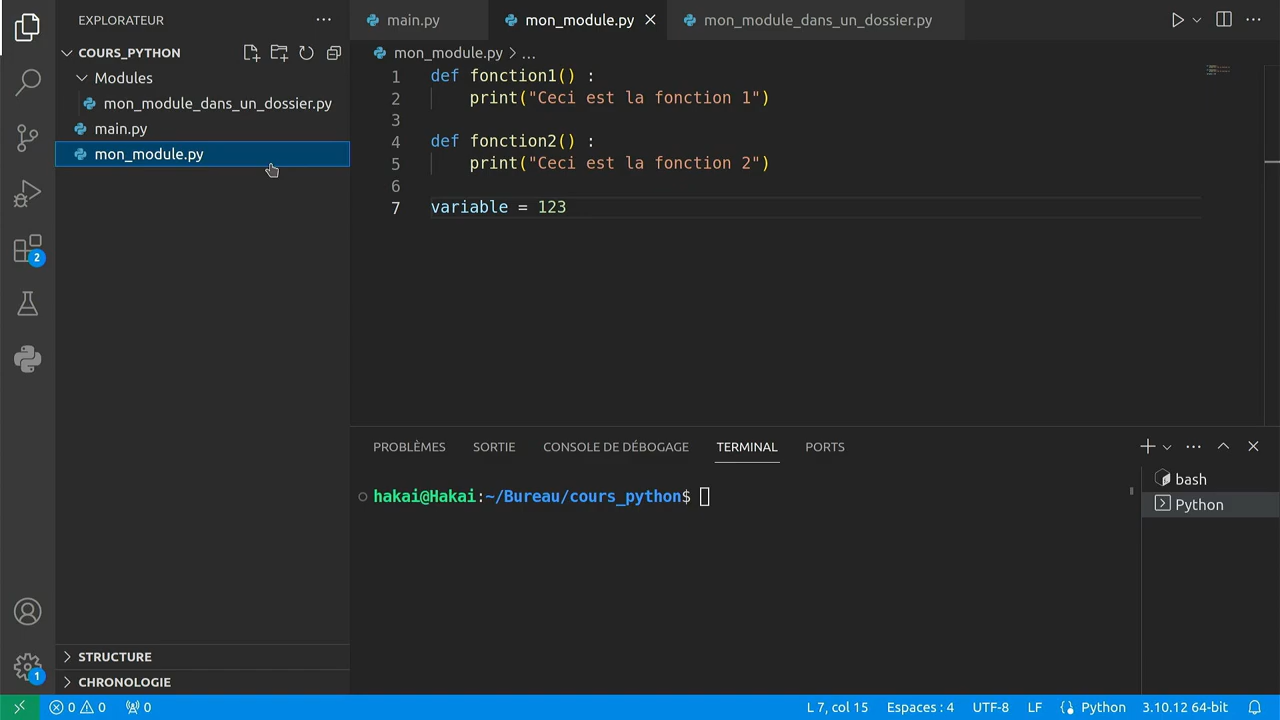 EXPLORATEUR
COURS_PYTHON
Modules
mon_module_dans_un_dossier.py
main.py
mon_module.py
STRUCTURE
CHRONOLOGIE
2
1
main.py
mon_module.py
mon_module_dans_un_dossier.py
mon_module.py > ...
1 def fonction1() :
2 print("Ceci est la fonction 1")
3
4 def fonction2() :
5 print("Ceci est la fonction 2")
6
7 variable = 123
PROBLÈMES SORTIE CONSOLE DE DÉBOGAGE TERMINAL PORTS
hakai@Hakai:~/Bureau/cours_python$
bash
Python
0 0 0 L 7, col 15 Espaces : 4 UTF-8 LF Python 3.10.12 64-bit